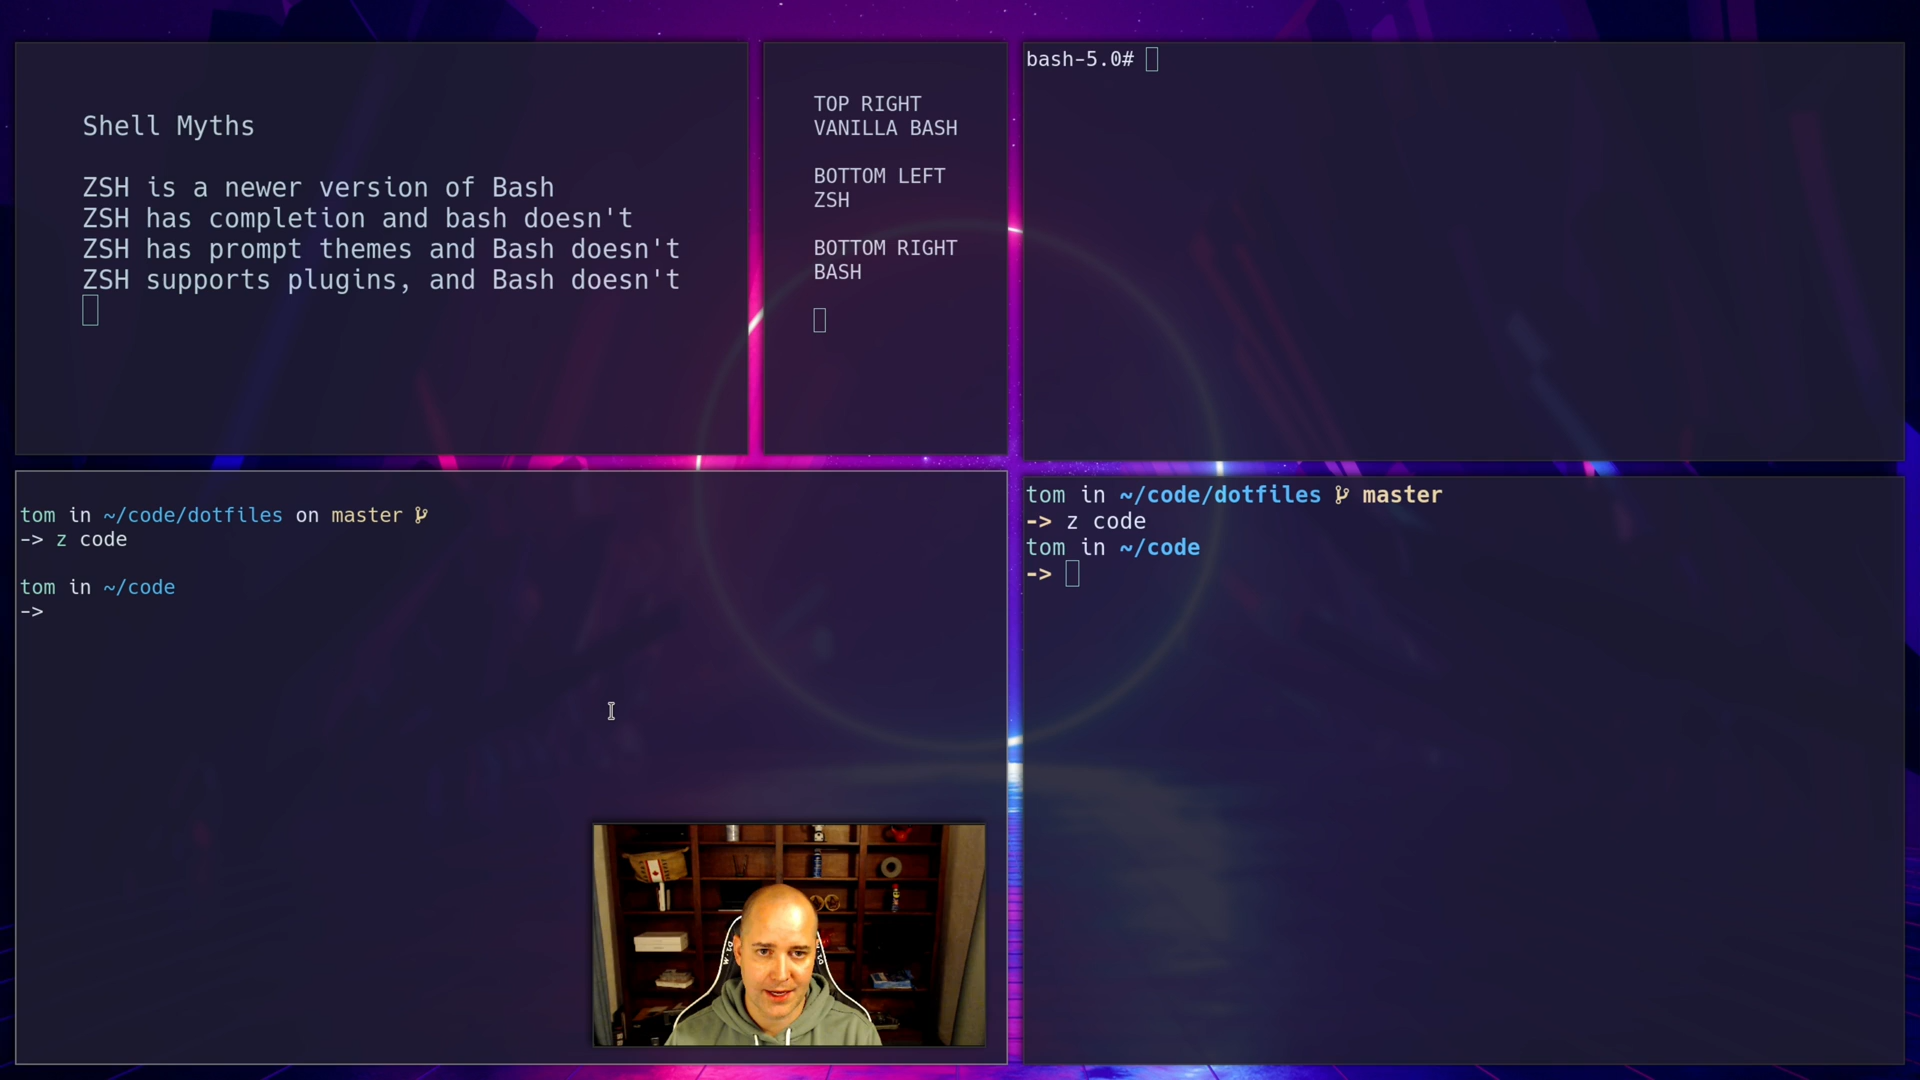 Shell Myths
ZSH is a newer version of Bash
ZSH has completion and bash doesn't
ZSH has prompt themes and Bash doesn't
ZSH supports plugins, and Bash doesn't
TOP RIGHT
VANILLA BASH
BOTTOM LEFT
ZSH
BOTTOM RIGHT
BASH
bash-5.0#
tom in ~/code/dotfiles on master
-> z code
tom in ~/code
->
tom in ~/code/dotfiles master
-> z code
tom in ~/code
->